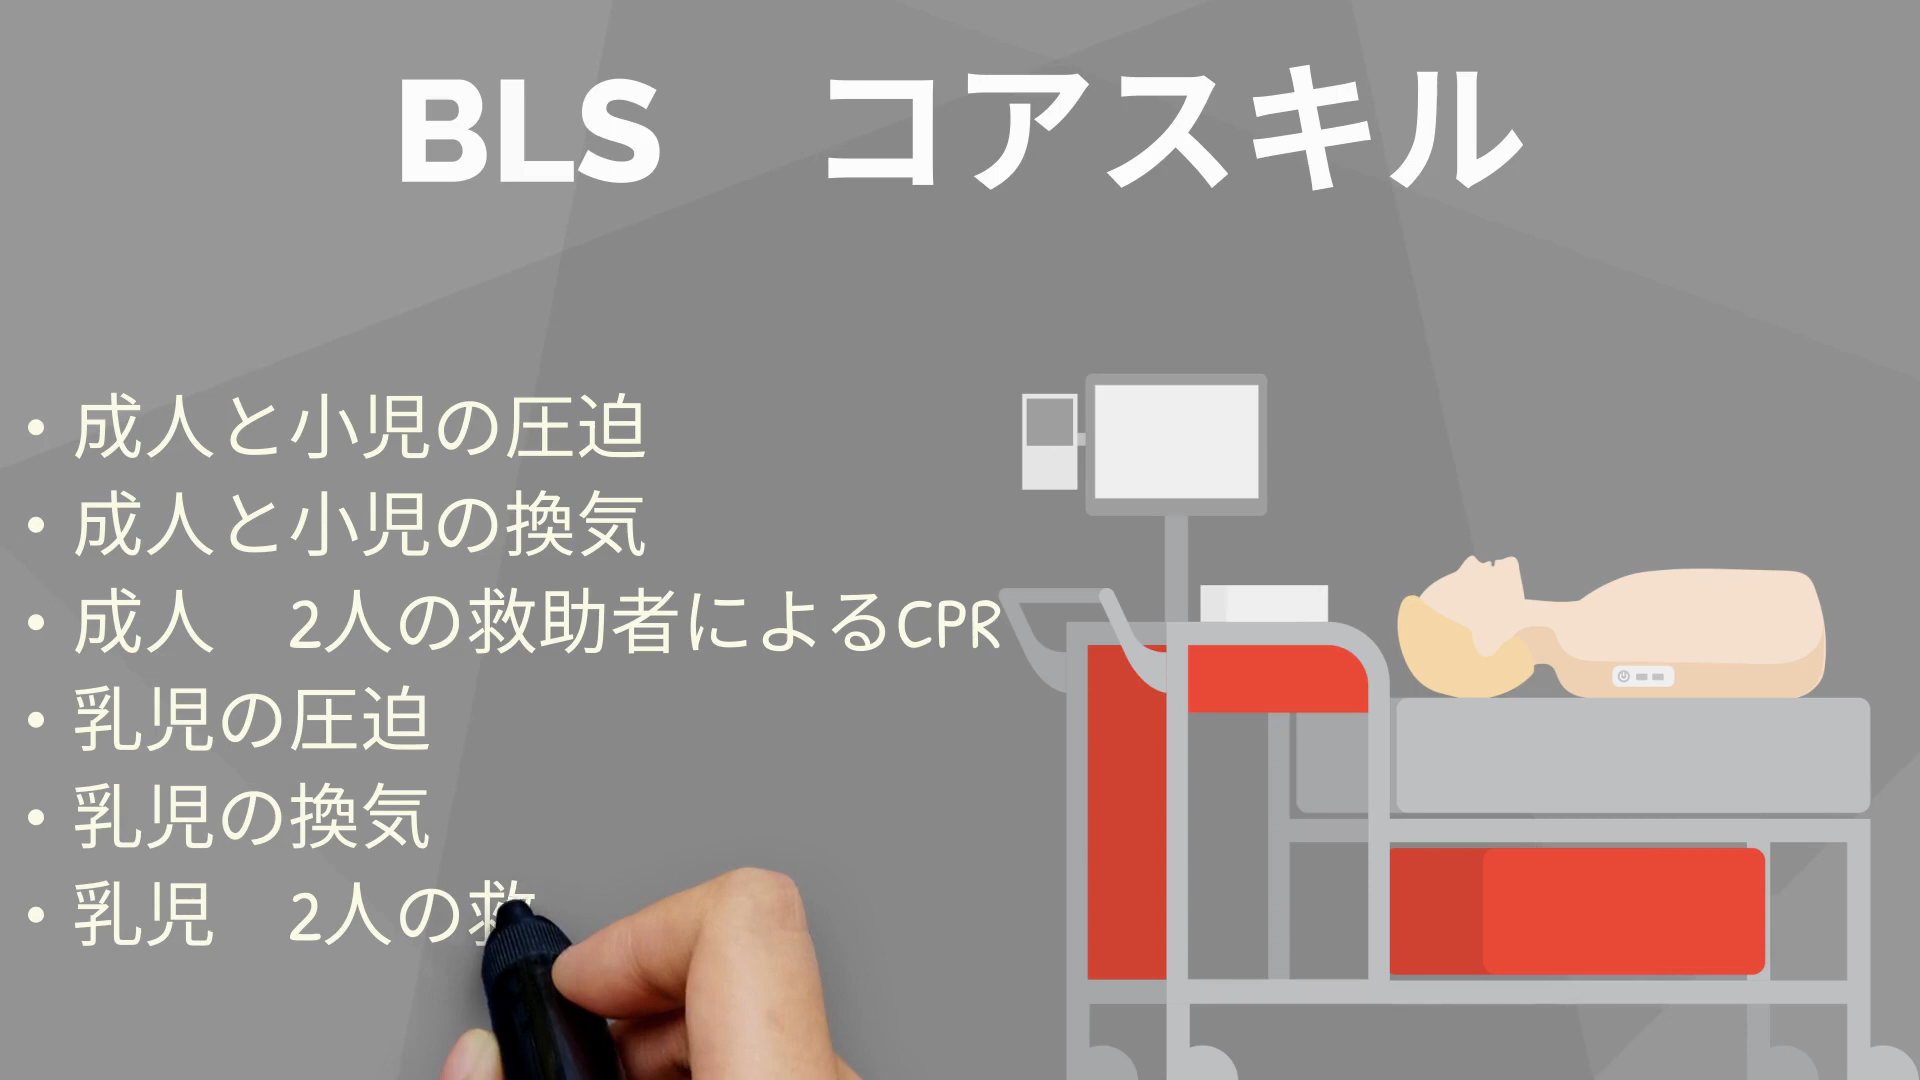 BLS　コアスキル
・成人と小児の圧迫
・成人と小児の換気
・成人　2人の救助者によるCPR
・乳児の圧迫
・乳児の換気
・乳児　2人の救